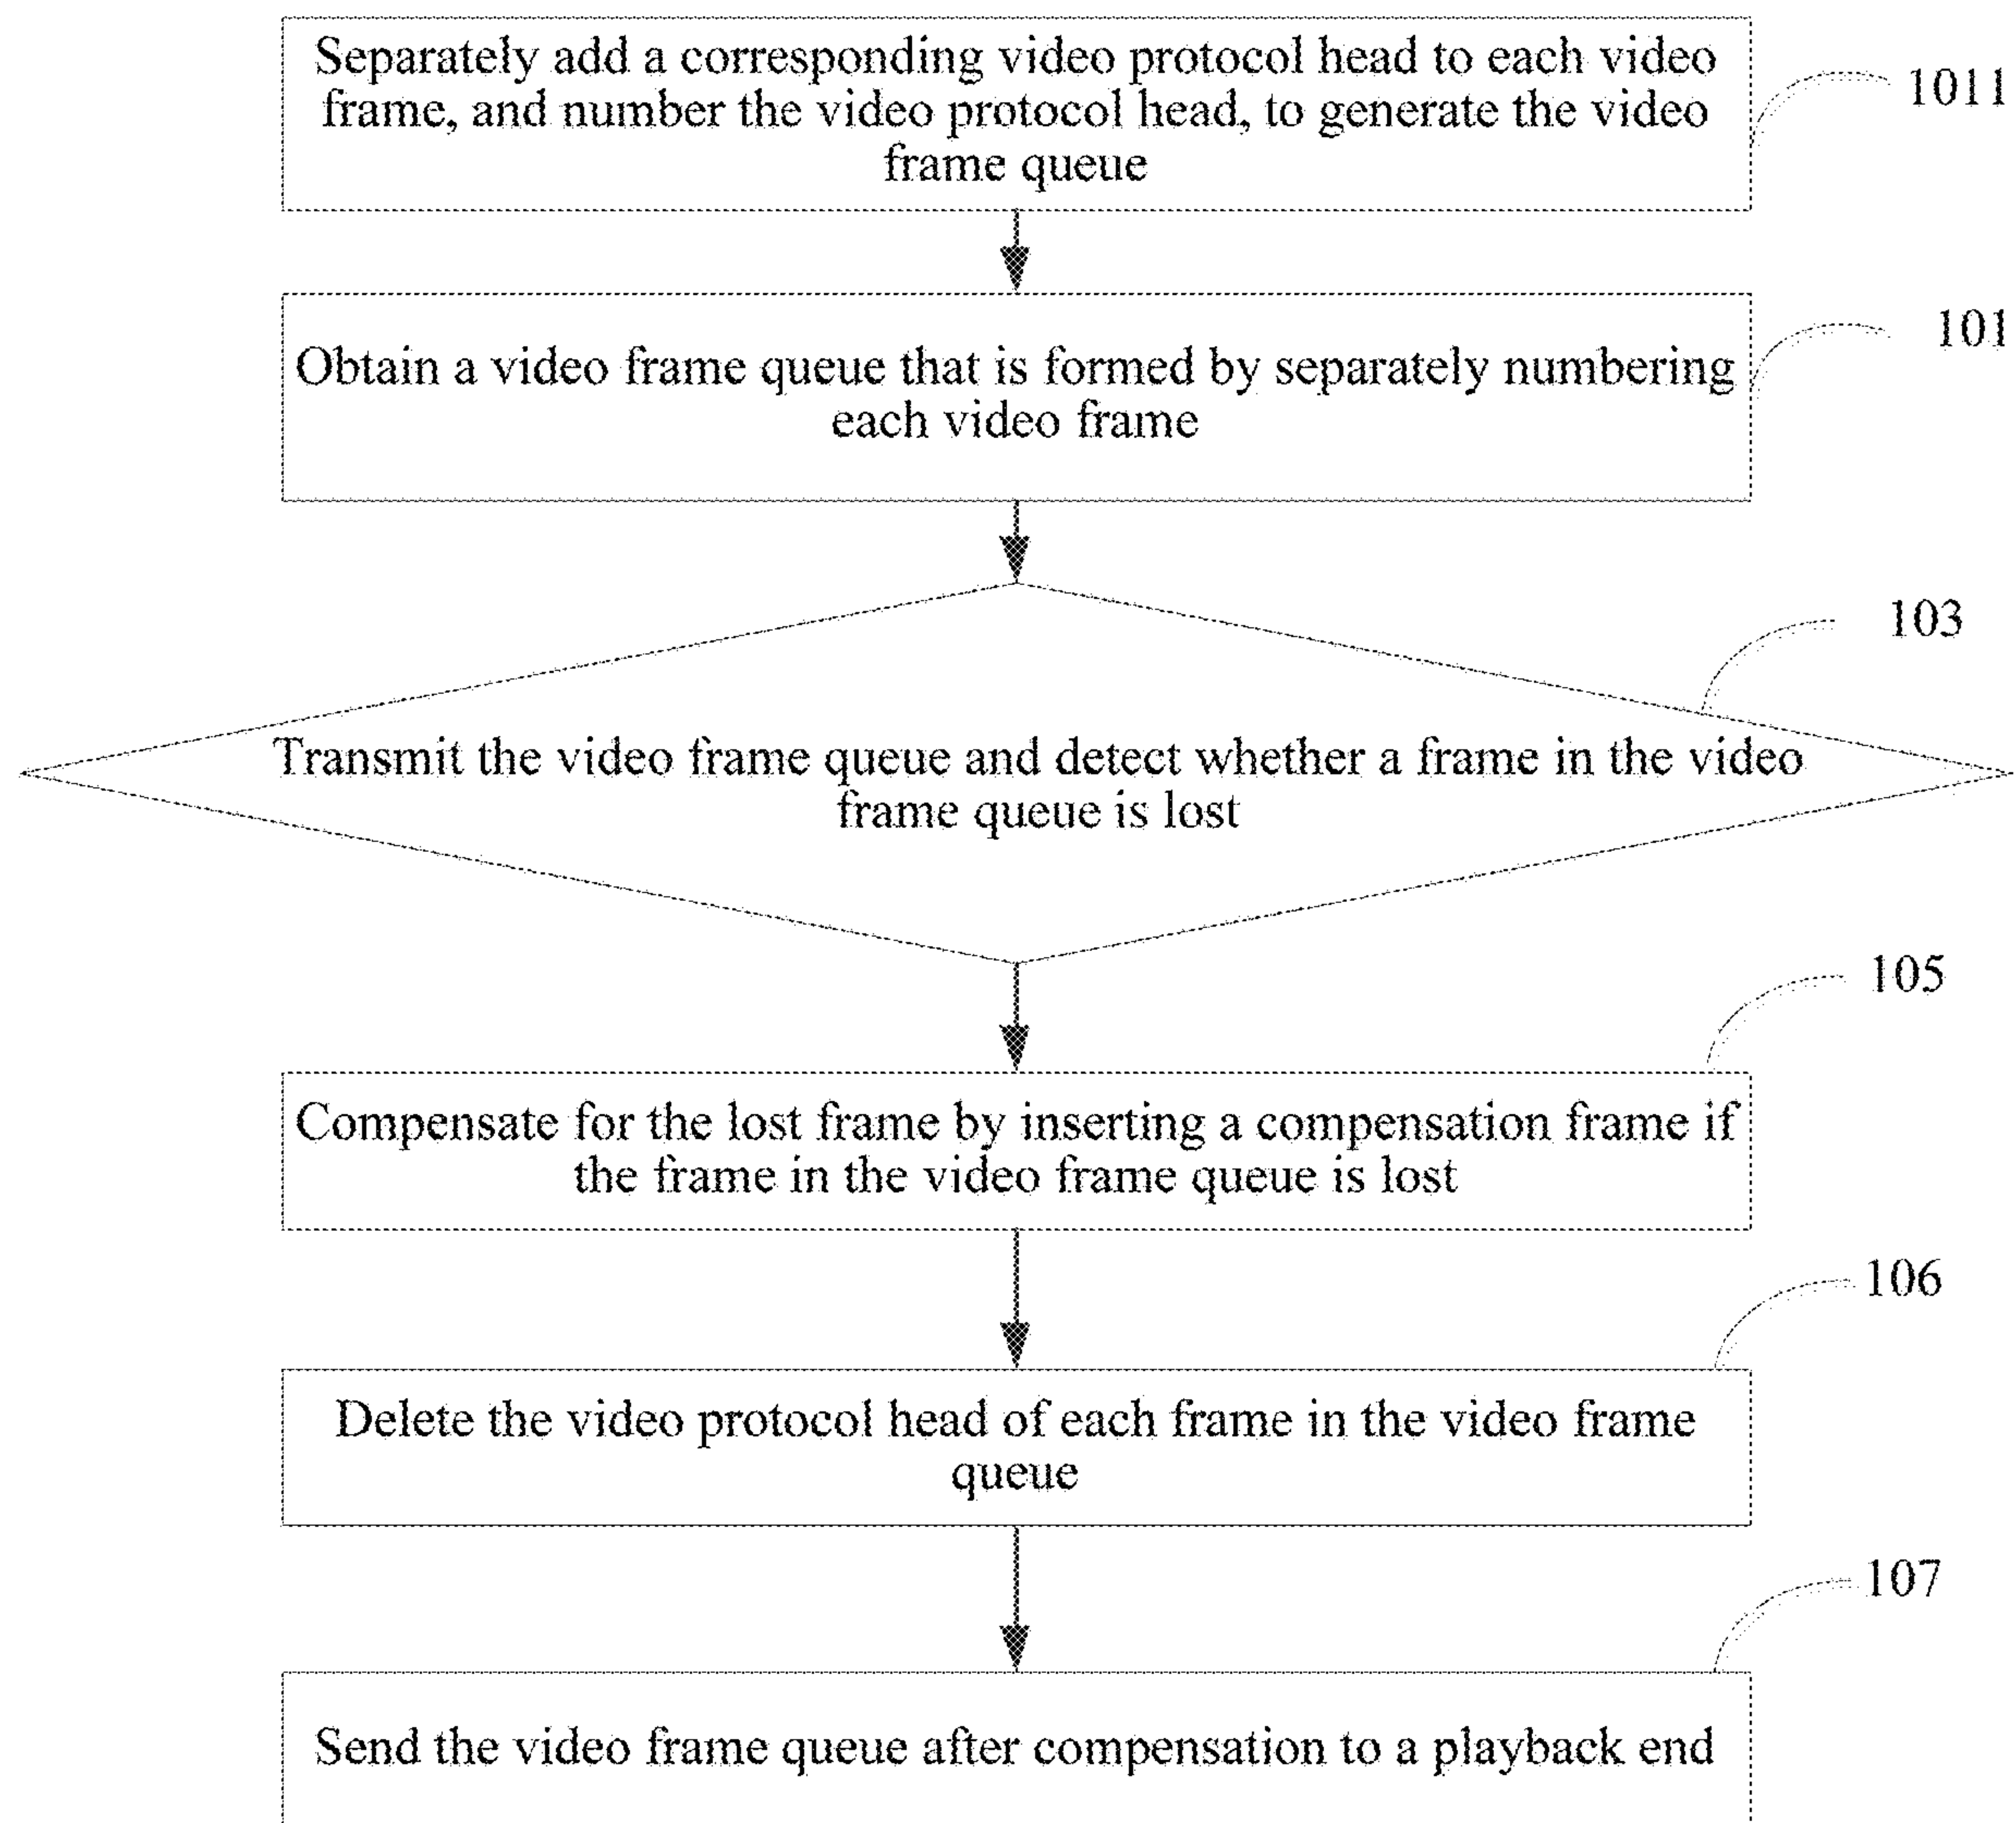 Separately add a corresponding video protocol head to each video
frame, and number the video protocol head, to generate the video
frame queue
1011
Obtain a video frame queue that is formed by separately numbering
each video frame
101
Transmit the video frame queue and detect whether a frame in the video
frame queue is lost
103
Compensate for the lost frame by inserting a compensation frame if
the frame in the video frame queue is lost
105
Delete the video protocol head of each frame in the video frame
queue
106
Send the video frame queue after compensation to a playback end
107